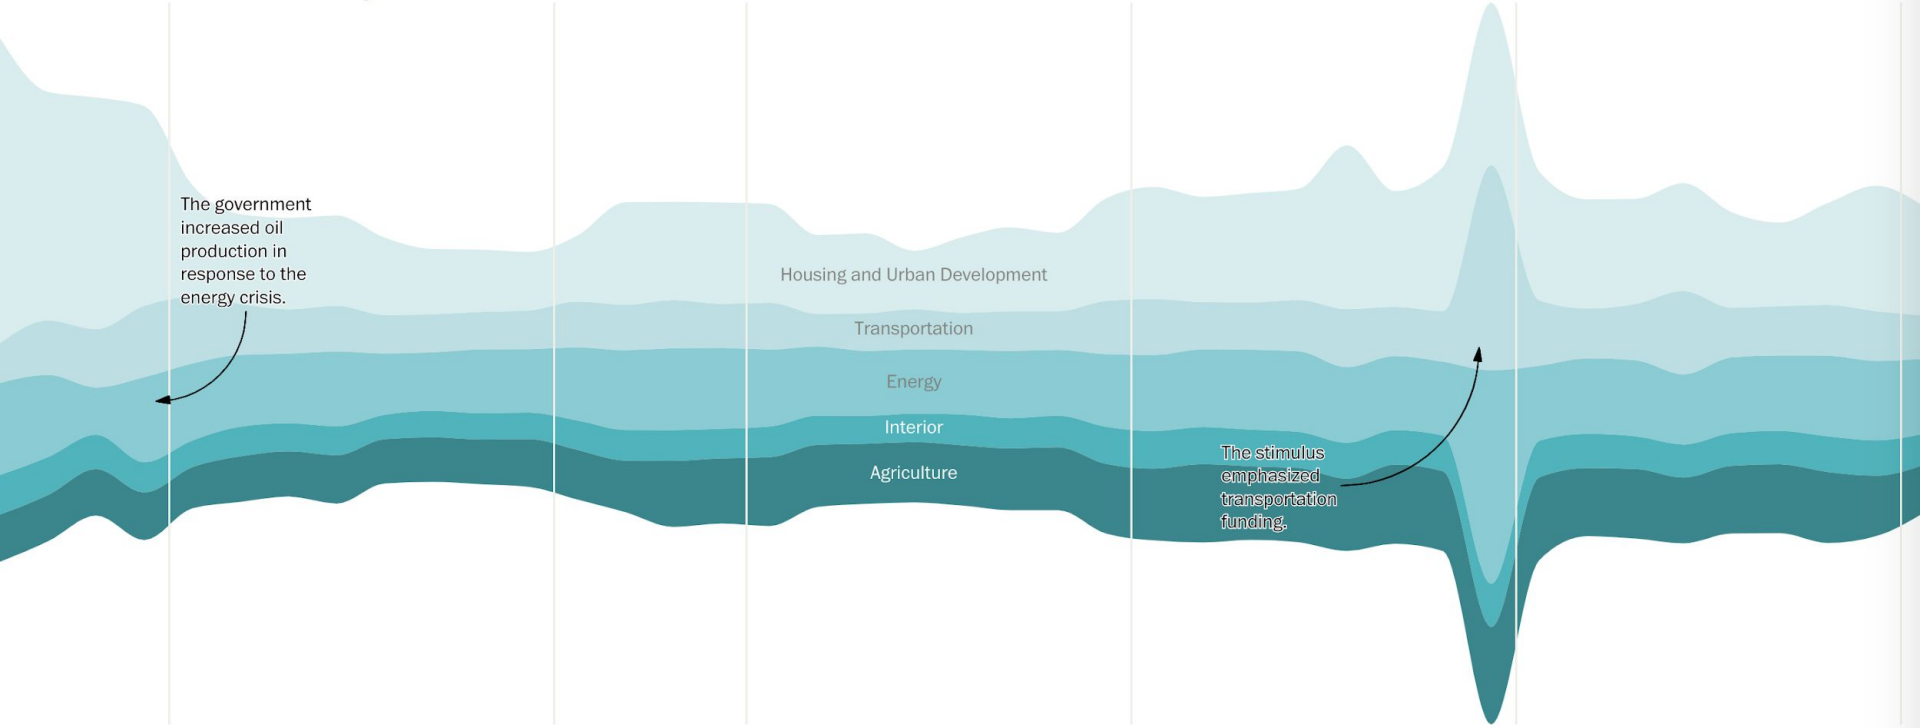 The government
increased oil
production in
response to the
energy crisis.
Housing and Urban Development
Transportation
Energy
Interior
Agriculture
The stimulus
emphasized
transportation
funding.